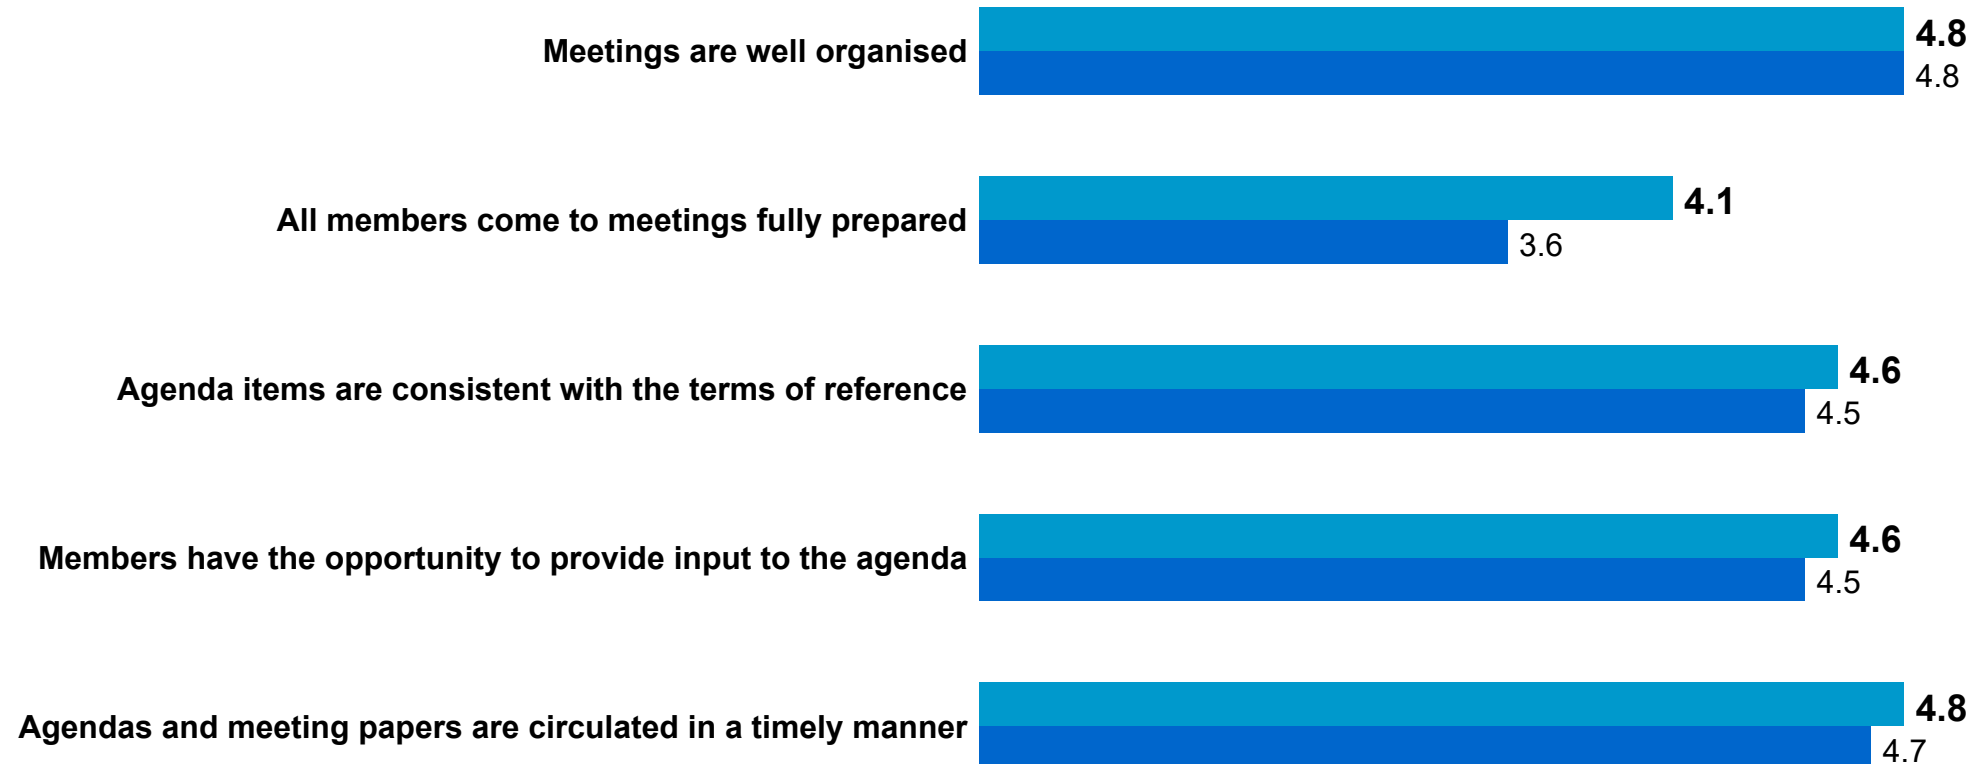 Meetings are well organised
4.8
4.8
All members come to meetings fully prepared
4.1
3.6
Agenda items are consistent with the terms of reference
4.6
4.5
Members have the opportunity to provide input to the agenda
4.6
4.5
Agendas and meeting papers are circulated in a timely manner
4.8
4.7